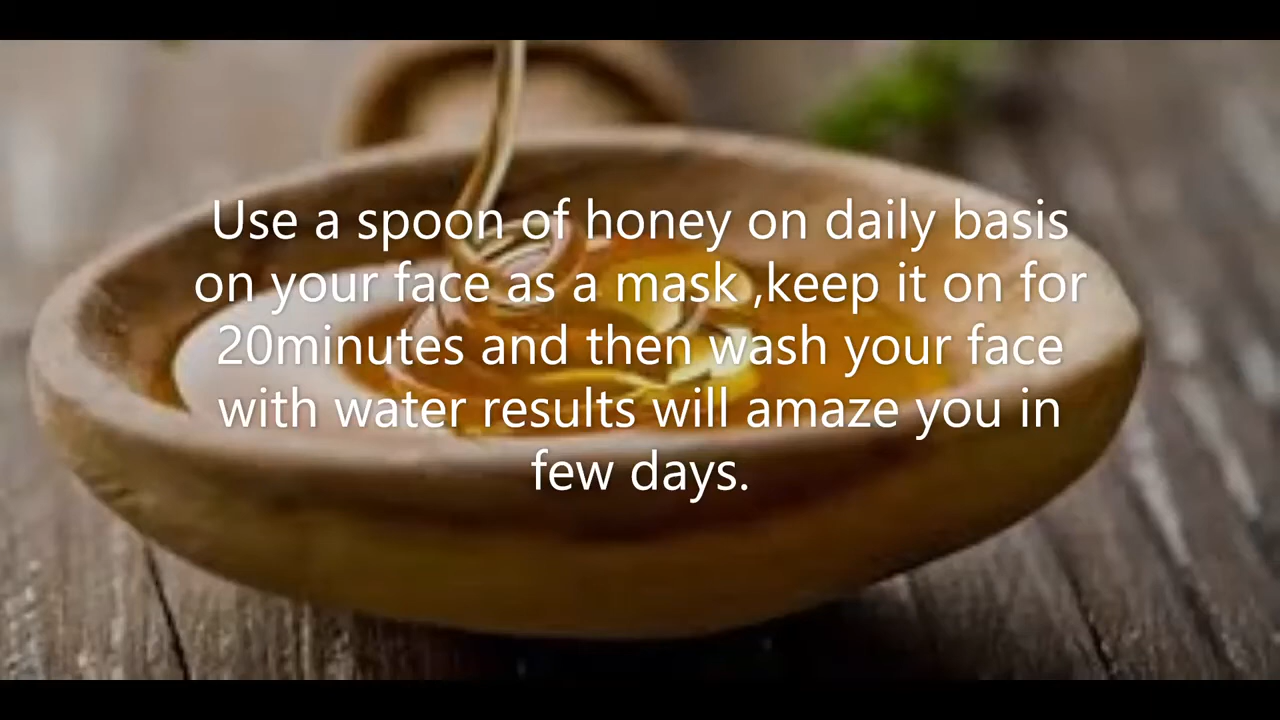 Use a spoon of honey on daily basis
on your face as a mask ,keep it on for
20minutes and then wash your face
with water results will amaze you in
few days.